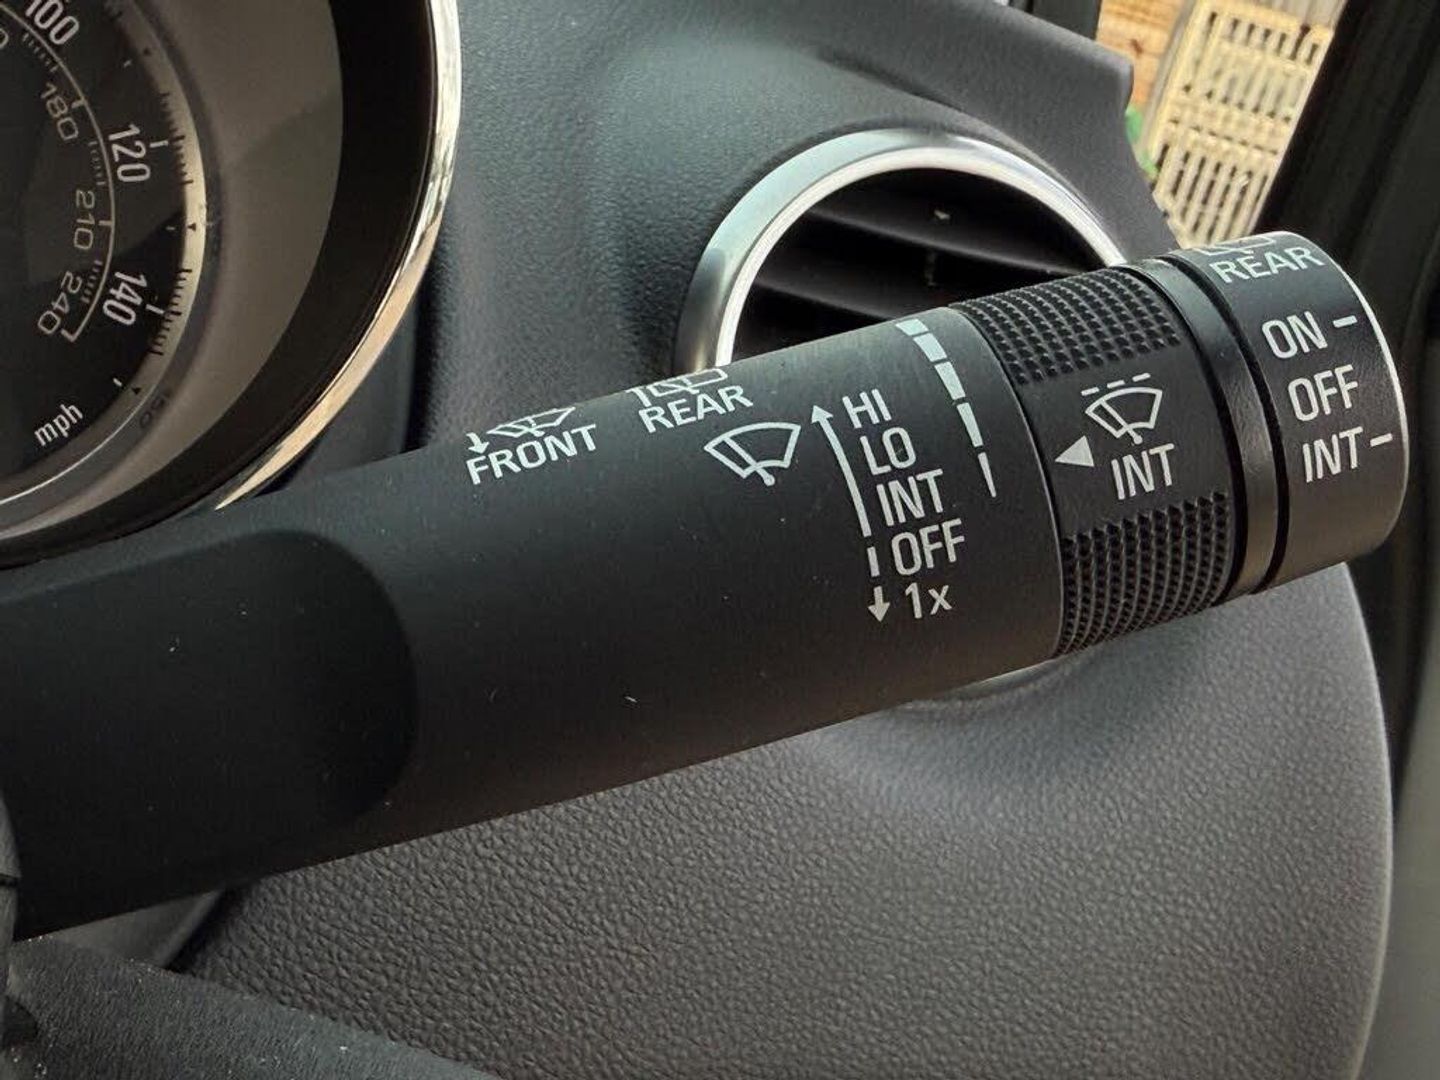 100
180
120
210
140
240
mph
FRONT
REAR
HI
LO
INT
OFF
1x
INT
REAR
ON
OFF
INT